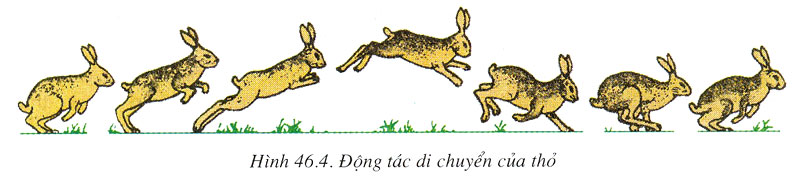 Hình 46.4. Động tác di chuyển của thỏ